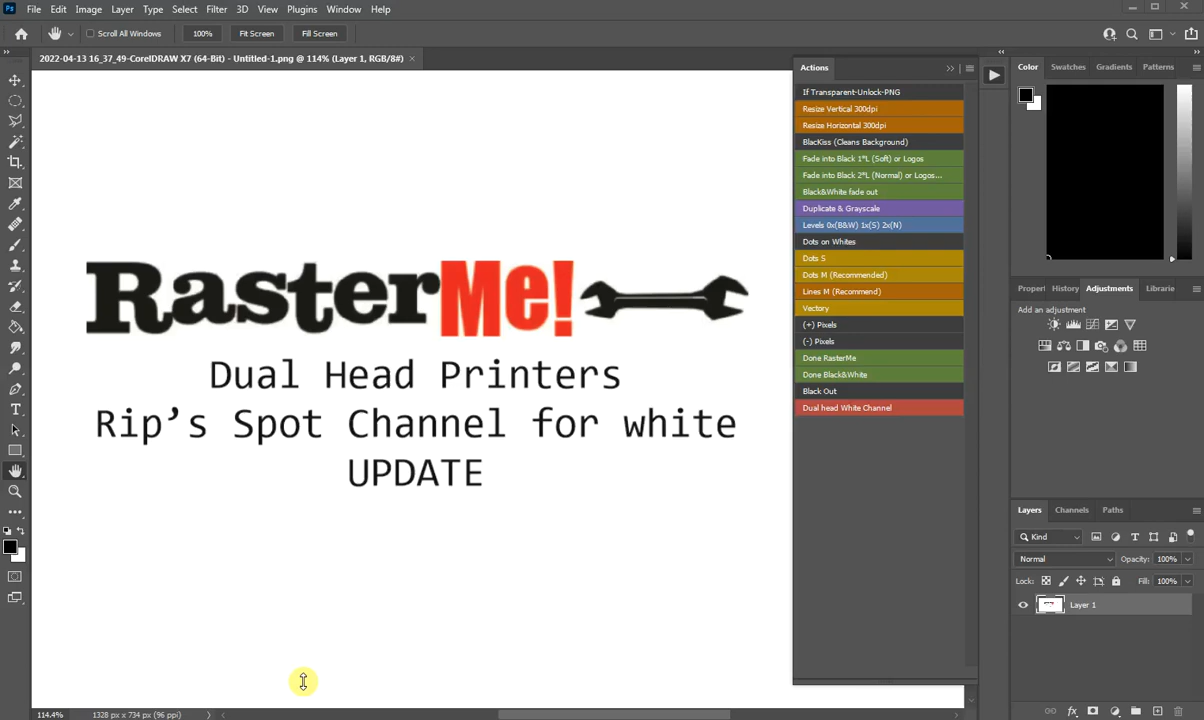 File Edit Image Layer Type Select Filter 3D View Plugins Window Help
Scroll All Windows 100% Fit Screen Fill Screen
2022-04-13 16_37_49-CorelDRAW X7 (64-Bit) - Untitled-1.png @ 114% (Layer 1, RGB/8#) ×
RasterMe!
Dual Head Printers
Rip’s Spot Channel for white
UPDATE
Actions
If Transparent-Unlock-PNG
Resize Vertical 300dpi
Resize Horizontal 300dpi
BlacKiss (Cleans Background)
Fade into Black 1*L (Soft) or Logos
Fade into Black 2*L (Normal) or Logos...
Black&White fade out
Duplicate & Grayscale
Levels 0x(B&W) 1x(S) 2x(N)
Dots on Whites
Dots S
Dots M (Recommended)
Lines M (Recommend)
Vectory
(+) Pixels
(-) Pixels
Done RasterMe
Done Black&White
Black Out
Dual head White Channel
Color Swatches Gradients Patterns
Propert History Adjustments Librarie
Add an adjustment
Layers Channels Paths
Kind
Normal Opacity: 100%
Lock: Fill: 100%
Layer 1
114.4% 1328 px x 734 px (96 ppi)